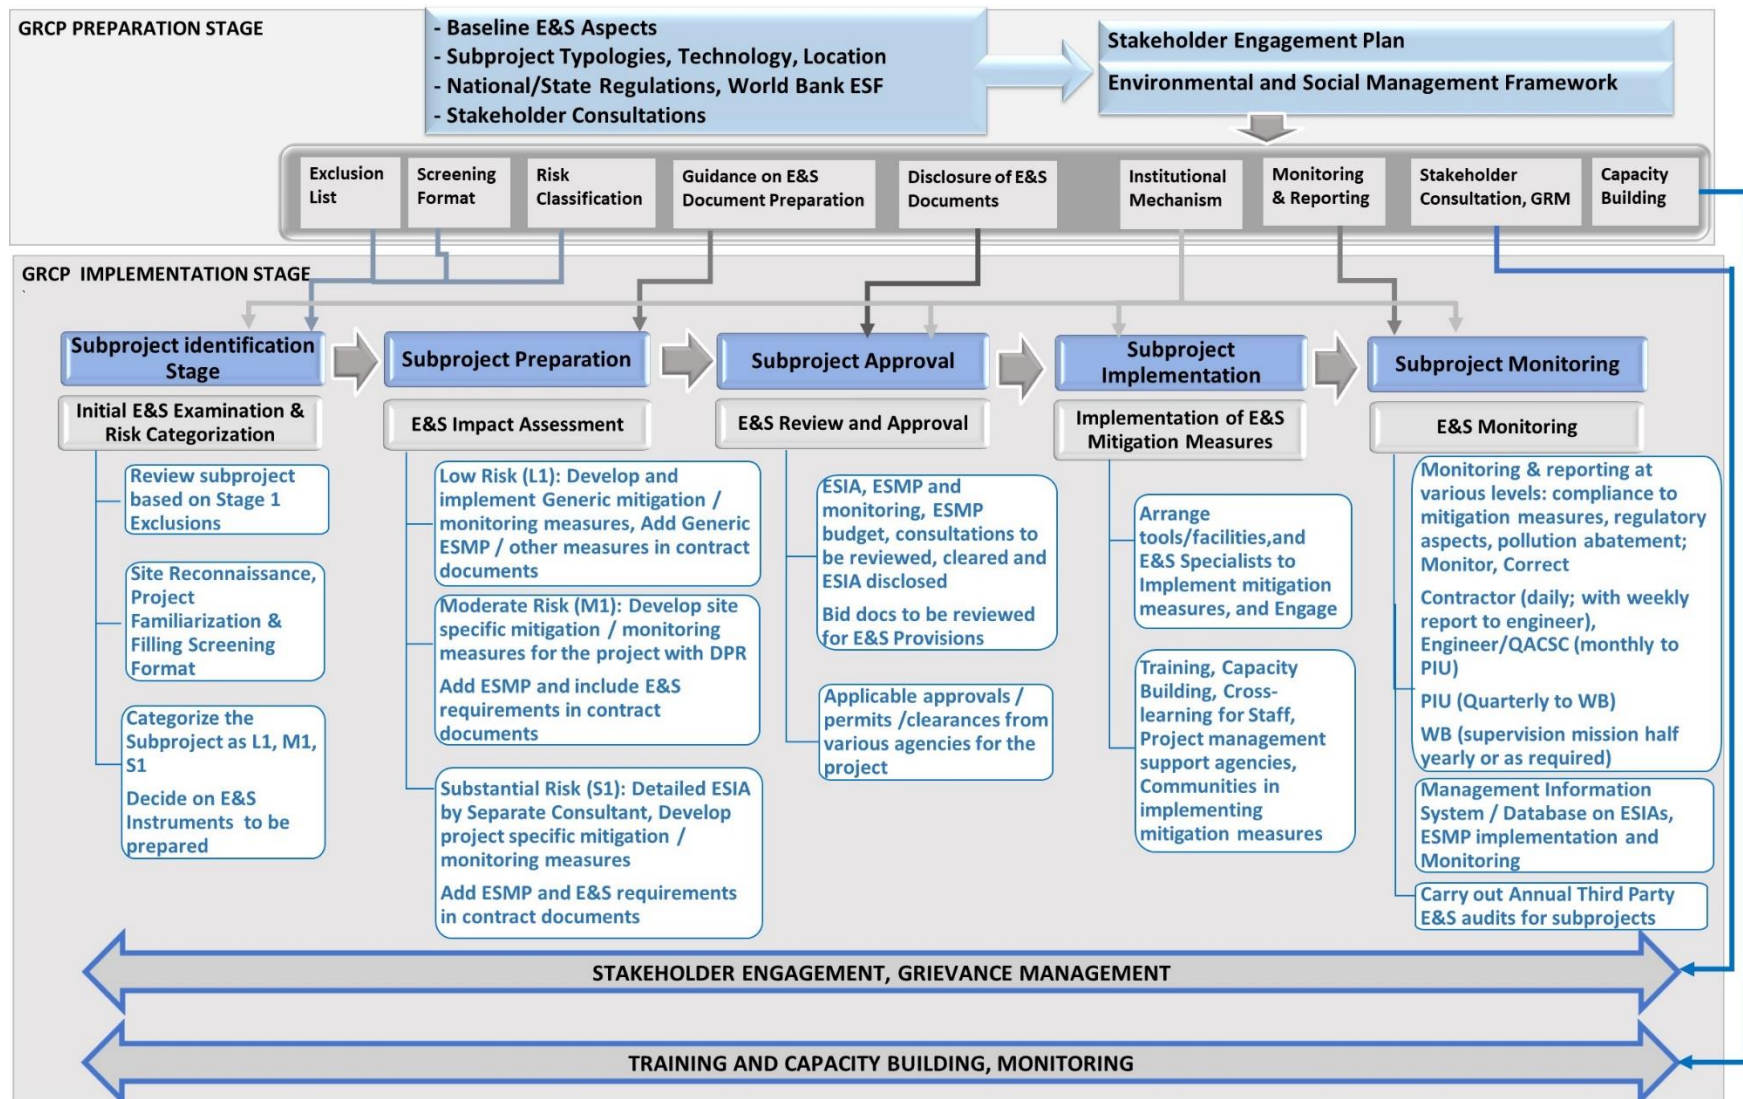 GRCP PREPARATION STAGE
- Baseline E&S Aspects
- Subproject Typologies, Technology, Location
- National/State Regulations, World Bank ESF
- Stakeholder Consultations
Stakeholder Engagement Plan
Environmental and Social Management Framework
Exclusion
List
Screening
Format
Risk
Classification
Guidance on E&S
Document Preparation
Disclosure of E&S
Documents
Institutional
Mechanism
Monitoring
& Reporting
Stakeholder
Consultation, GRM
Capacity
Building
GRCP IMPLEMENTATION STAGE
`
Subproject identification
Stage
Initial E&S Examination &
Risk Categorization
Review subproject
based on Stage 1
Exclusions
Site Reconnaissance,
Project
Familiarization &
Filling Screening
Format
Categorize the
Subproject as L1, M1,
S1
Decide on E&S
Instruments to be
prepared
Subproject Preparation
E&S Impact Assessment
Low Risk (L1): Develop and
implement Generic mitigation /
monitoring measures, Add Generic
ESMP / other measures in contract
documents
Moderate Risk (M1): Develop site
specific mitigation / monitoring
measures for the project with DPR
Add ESMP and include E&S
requirements in contract
documents
Substantial Risk (S1): Detailed ESIA
by Separate Consultant, Develop
project specific mitigation /
monitoring measures
Add ESMP and E&S requirements
in contract documents
Subproject Approval
E&S Review and Approval
ESIA, ESMP and
monitoring, ESMP
budget, consultations to
be reviewed, cleared and
ESIA disclosed
Bid docs to be reviewed
for E&S Provisions
Applicable approvals /
permits /clearances from
various agencies for the
project
Subproject
Implementation
Implementation of E&S
Mitigation Measures
Arrange
tools/facilities,and
E&S Specialists to
Implement mitigation
measures, and Engage
Training, Capacity
Building, Cross-
learning for Staff,
Project management
support agencies,
Communities in
implementing
mitigation measures
Subproject Monitoring
E&S Monitoring
Monitoring & reporting at
various levels: compliance to
mitigation measures, regulatory
aspects, pollution abatement;
Monitor, Correct
Contractor (daily; with weekly
report to engineer),
Engineer/QACSC (monthly to
PIU)
PIU (Quarterly to WB)
WB (supervision mission half
yearly or as required)
Management Information
System / Database on ESIAs,
ESMP implementation and
Monitoring
Carry out Annual Third Party
E&S audits for subprojects
STAKEHOLDER ENGAGEMENT, GRIEVANCE MANAGEMENT
TRAINING AND CAPACITY BUILDING, MONITORING